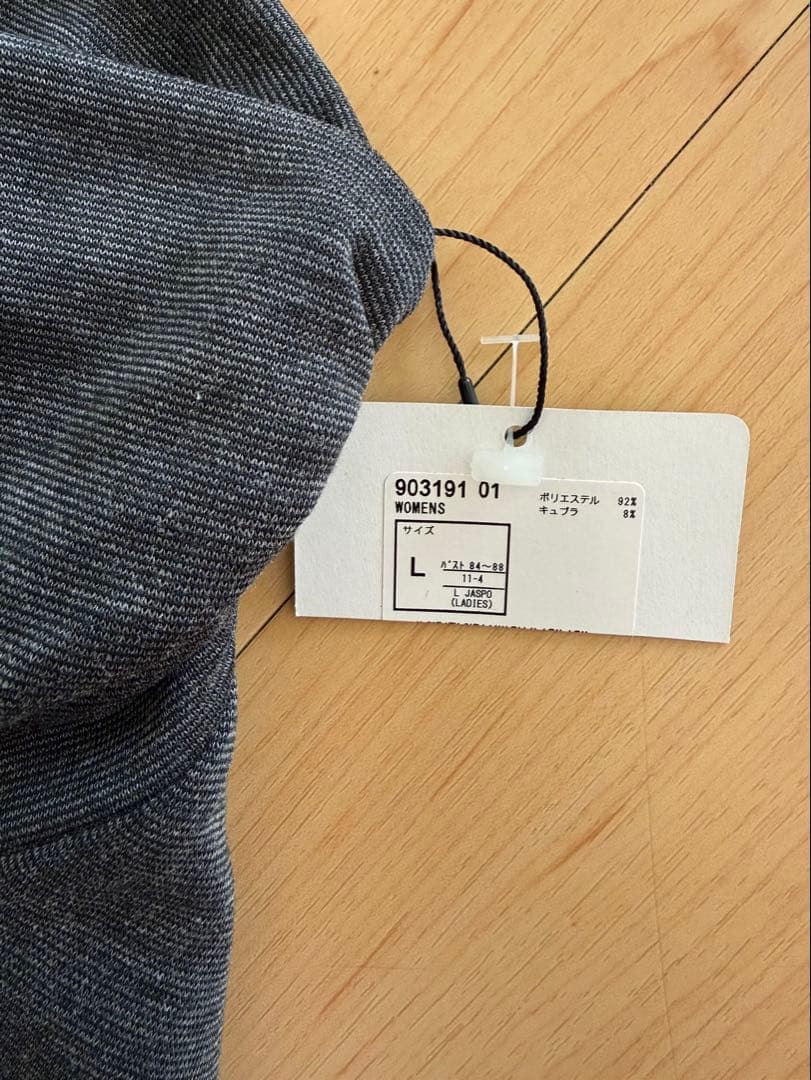 903191 01
WOMENS
ポリエステル 92%
キュプラ 8%
サイズ
L
ﾊﾞｽﾄ 84〜88
11-4
L JASPO
(LADIES)